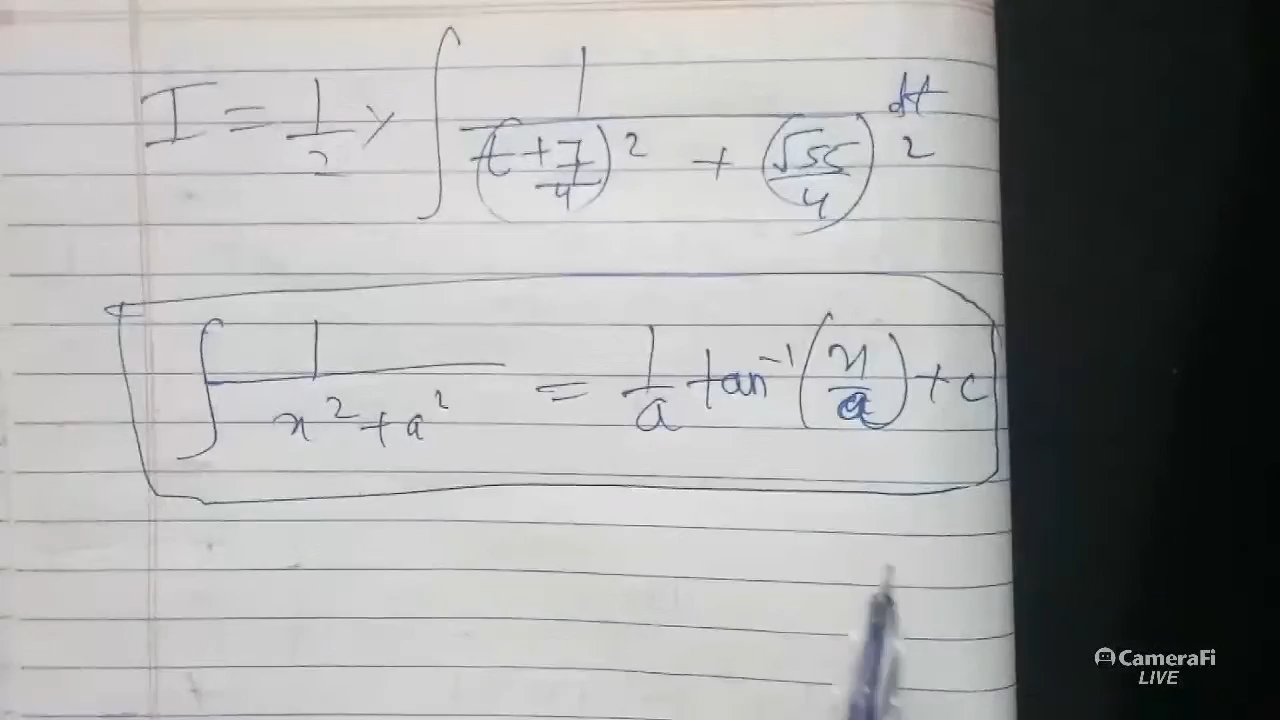 I = 1/2 × ∫ 1/((t + 7/4)² + (√55/4)²) dt
∫ 1/(x² + a²) = 1/a tan⁻¹(x/a) + c
CameraFi
LIVE